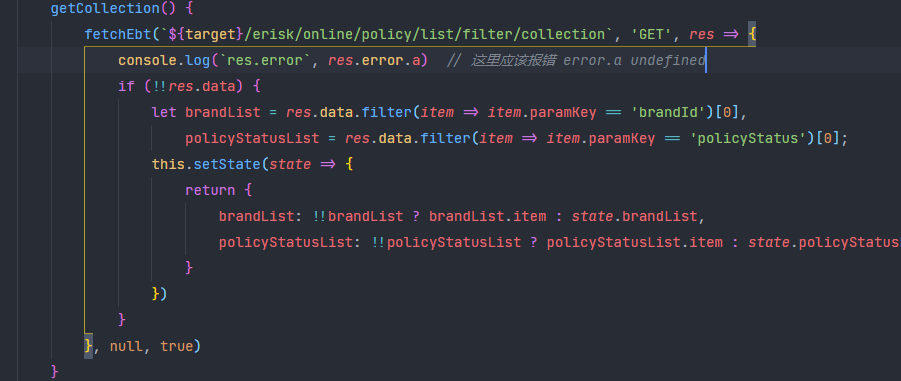 getCollection() {
fetchEbt(`${target}/erisk/online/policy/list/filter/collection`, 'GET', res => {
console.log(`res.error`, res.error.a)  // 这里应该报错 error.a undefined
if (!!res.data) {
let brandList = res.data.filter(item => item.paramKey == 'brandId')[0],
policyStatusList = res.data.filter(item => item.paramKey == 'policyStatus')[0];
this.setState(state => {
return {
brandList: !!brandList ? brandList.item : state.brandList,
policyStatusList: !!policyStatusList ? policyStatusList.item : state.policyStatus
}
})
}
}, null, true)
}